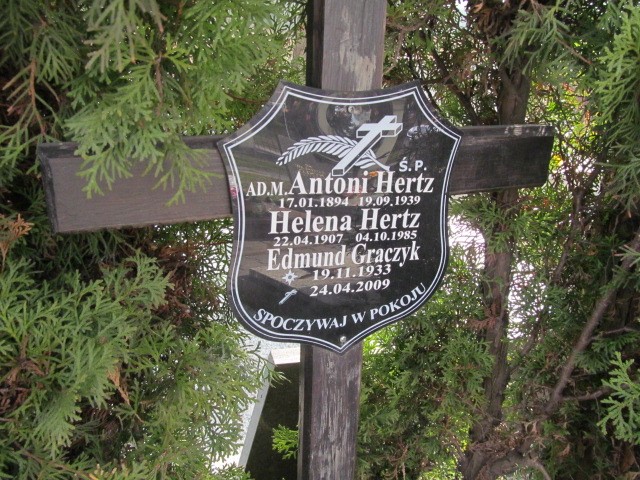 Ś.P.
AD.M. Antoni Hertz
17.01.1894 19.09.1939
Helena Hertz
22.04.1907 04.10.1985
Edmund Graczyk
19.11.1933
24.04.2009
SPOCZYWAJ W POKOJU